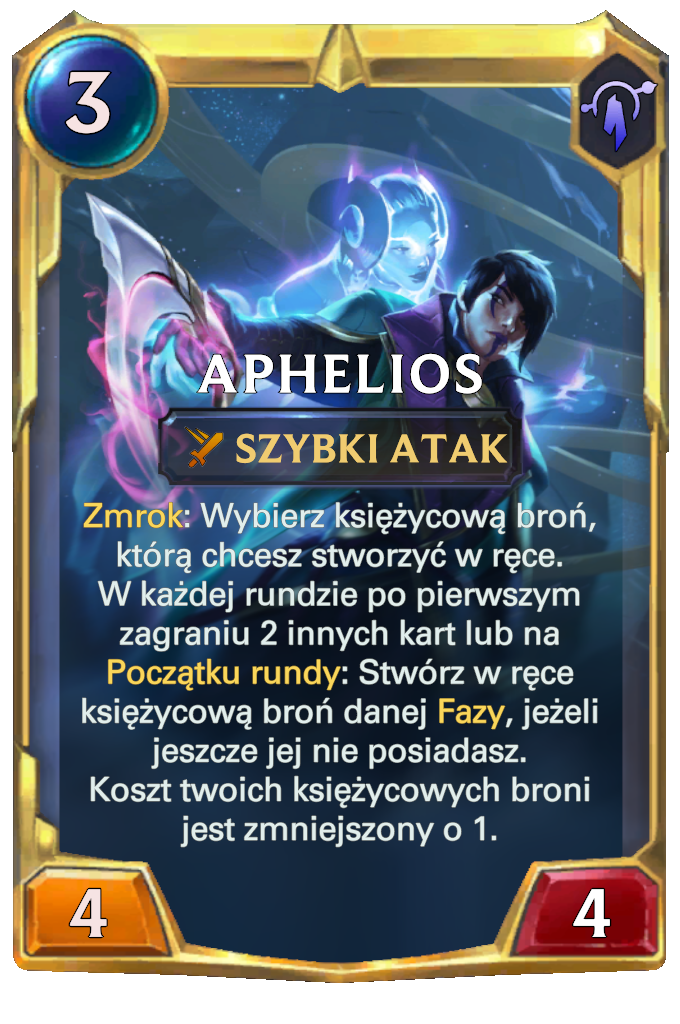 3
APHELIOS
SZYBKI ATAK
Zmrok: Wybierz księżycową broń,
którą chcesz stworzyć w ręce.
W każdej rundzie po pierwszym
zagraniu 2 innych kart lub na
Początku rundy: Stwórz w ręce
księżycową broń danej Fazy, jeżeli
jeszcze jej nie posiadasz.
Koszt twoich księżycowych broni
jest zmniejszony o 1.
4
4